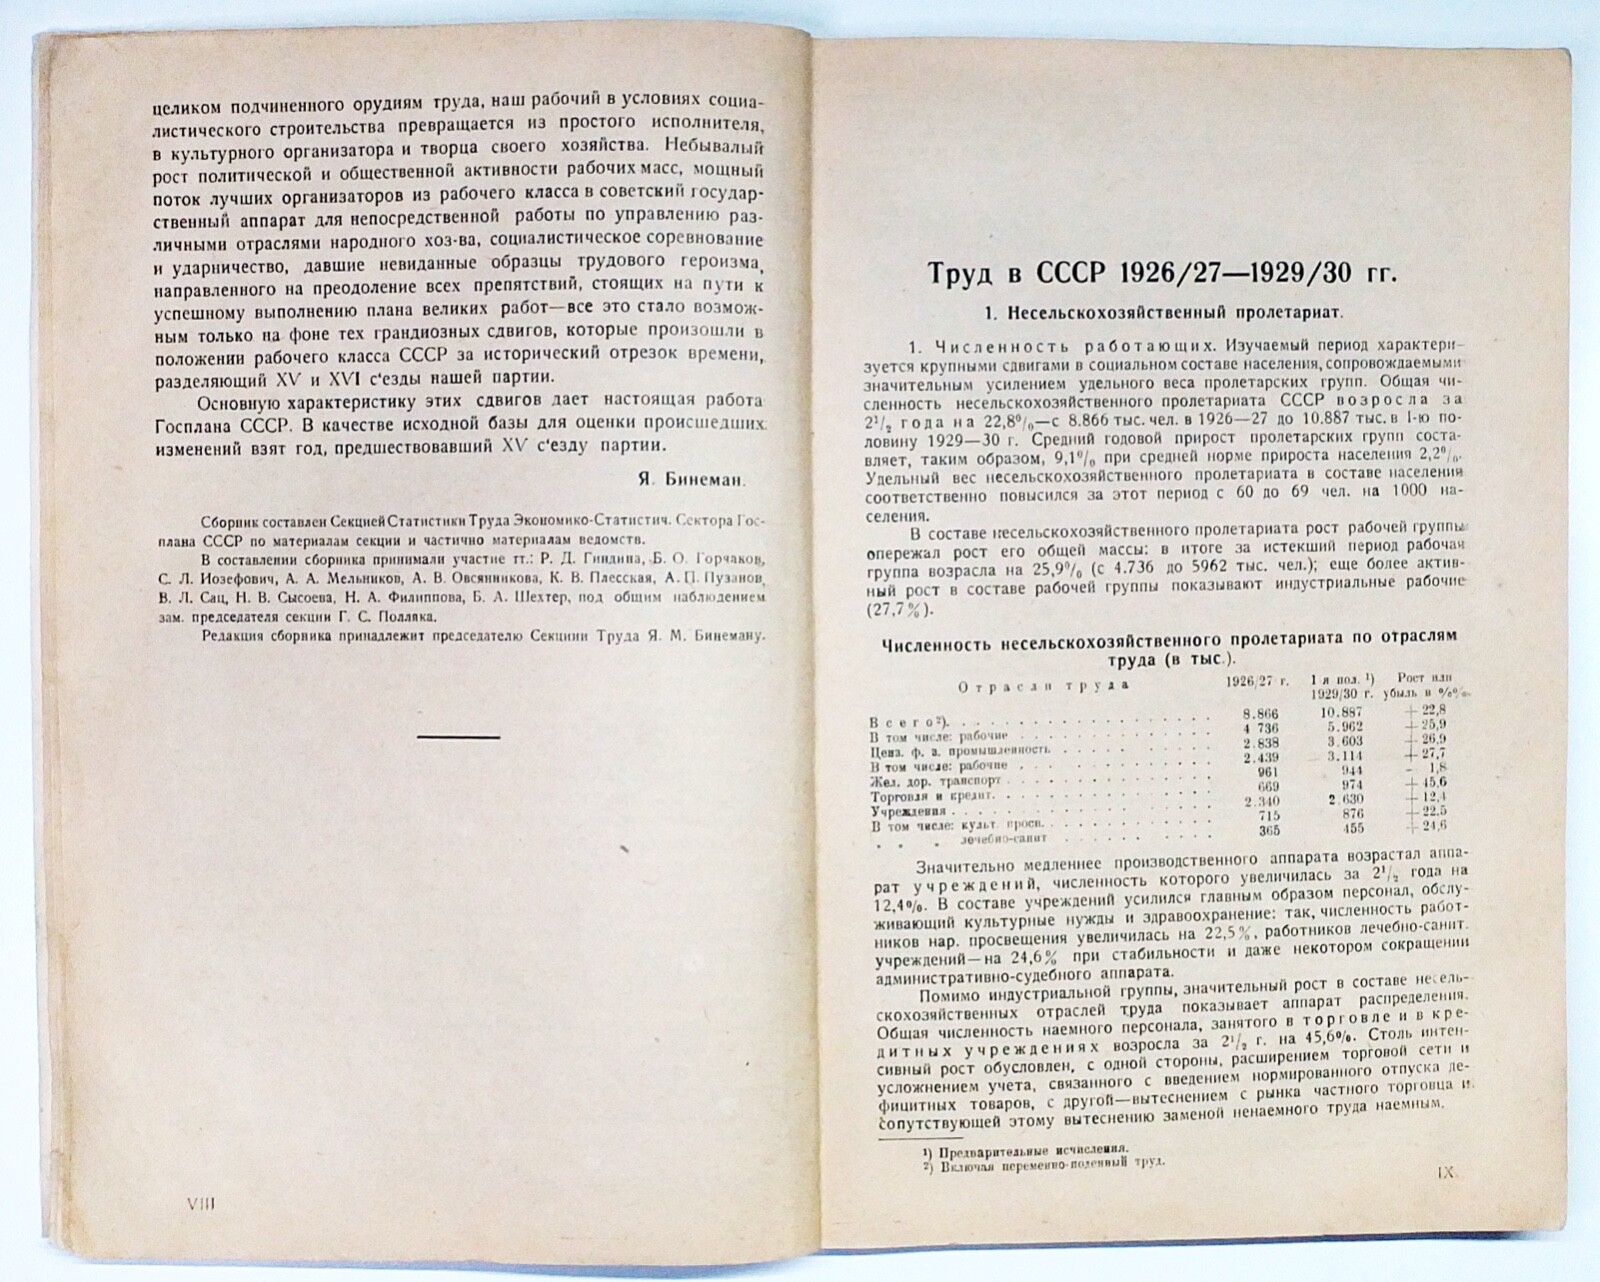 целиком подчиненного орудиям труда, наш рабочий в условиях социа-
листического строительства превращается из простого исполнителя,
в культурного организатора и творца своего хозяйства. Небывалый
рост политической и общественной активности рабочих масс, мощный
поток лучших организаторов из рабочего класса в советский государ-
ственный аппарат для непосредственной работы по управлению раз-
личными отраслями народного хоз-ва, социалистическое соревнование
и ударничество, давшие невиданные образцы трудового героизма,
направленного на преодоление всех препятствий, стоящих на пути к
успешному выполнению плана великих работ—все это стало возмож-
ным только на фоне тех грандиозных сдвигов, которые произошли в
положении рабочего класса СССР за исторический отрезок времени,
разделяющий XV и XVI с‘езды нашей партии.
Основную характеристику этих сдвигов дает настоящая работа
Госплана СССР. В качестве исходной базы для оценки происшедших
изменений взят год, предшествовавший XV с‘езду партии.
Я. Бинеман.
Сборник составлен Секцией Статистики Труда Экономико-Статистич. Сектора Гос-
плана СССР по материалам секции и частично материалам ведомств.
В составлении сборника принимали участие тт.: Р. Д. Гиндина, Б. О. Горчаков,
С. Л. Иозефович, А. А. Мельников, А. В. Овсянникова, К. В. Плесская, А. П. Пузанов,
В. Л. Сац, Н. В. Сысоева, Н. А. Филиппова, Б. А. Шехтер, под общим наблюдением
зам. председателя секции Г. С. Полляка.
Редакция сборника принадлежит председателю Секциии Труда Я. М. Бинеману.
VIII
Труд в СССР 1926/27—1929/30 гг.
1. Несельскохозяйственный пролетариат.
1. Численность работающих. Изучаемый период характери-
зуется крупными сдвигами в социальном составе населения, сопровождаемыми
значительным усилением удельного веса пролетарских групп. Общая чи-
сленность несельскохозяйственного пролетариата СССР возросла за
2¹/₂ года на 22,8%—с 8.866 тыс. чел. в 1926—27 до 10.887 тыс. в I-ю по-
ловину 1929—30 г. Средний годовой прирост пролетарских групп соста-
вляет, таким образом, 9,1% при средней норме прироста населения 2,2%.
Удельный вес несельскохозяйственного пролетариата в составе населения
соответственно повысился за этот период с 60 до 69 чел. на 1000 на-
селения.
В составе несельскохозяйственного пролетариата рост рабочей группы
опережал рост его общей массы: в итоге за истекший период рабочая
группа возрасла на 25,9% (с 4.736 до 5962 тыс. чел.); еще более актив-
ный рост в составе рабочей группы показывают индустриальные рабочие
(27,7%).
Численность несельскохозяйственного пролетариата по отраслям
труда (в тыс.).
Отрасли труда 1926/27 г. 1 я пол. ¹) 1929/30 г. Рост или убыль в %%
Всего²) 8.866 10.887 +22,8
В том числе: рабочие 4 736 5.962 +25,9
Ценз. ф. з. промышленность 2.838 3.603 +26,9
В том числе: рабочие 2.439 3.114 +27,7
Жел. дор. транспорт 961 944 - 1,8
Торговля и кредит 669 974 +45,6
Учреждения 2.340 2.630 +12,4
В том числе: культ. просв. 715 876 +22.5
„ „ „ лечебно-санит 365 455 +24,6
Значительно медленнее производственного аппарата возрастал аппа-
рат учреждений, численность которого увеличилась за 2¹/₂ года на
12,4%. В составе учреждений усилился главным образом персонал, обслу-
живающий культурные нужды и здравоохранение: так, численность работ-
ников нар. просвещения увеличилась на 22,5%, работников лечебно-санит.
учреждений—на 24,6% при стабильности и даже некотором сокращении
административно-судебного аппарата.
Помимо индустриальной группы, значительный рост в составе несель-
скохозяйственных отраслей труда показывает аппарат распределения.
Общая численность наемного персонала, занятого в торговле и в кре-
дитных учреждениях возросла за 2¹/₂ г. на 45,6%. Столь интен-
сивный рост обусловлен, с одной стороны, расширением торговой сети и
усложнением учета, связанного с введением нормированного отпуска де-
фицитных товаров, с другой—вытеснением с рынка частного торговца и
сопутствующей этому вытеснению заменой ненаемного труда наемным.
¹) Предварительные исчисления.
²) Включая переменно-поденный труд.
IX